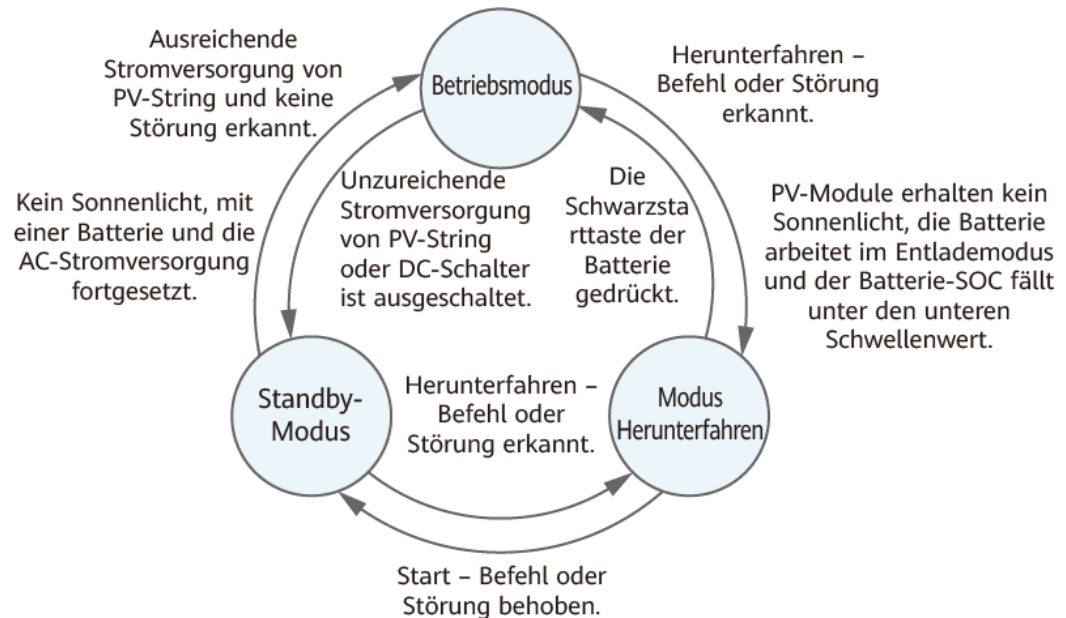 Ausreichende
Stromversorgung von
PV-String und keine
Störung erkannt.
Betriebsmodus
Herunterfahren –
Befehl oder Störung
erkannt.
Kein Sonnenlicht, mit
einer Batterie und die
AC-Stromversorgung
fortgesetzt.
Unzureichende
Stromversorgung
von PV-String
oder DC-Schalter
ist ausgeschaltet.
Die
Schwarzsta
rttaste der
Batterie
gedrückt.
PV-Module erhalten kein
Sonnenlicht, die Batterie
arbeitet im Entlademodus
und der Batterie-SOC fällt
unter den unteren
Schwellenwert.
Standby-
Modus
Herunterfahren –
Befehl oder
Störung erkannt.
Modus
Herunterfahren
Start – Befehl oder
Störung behoben.